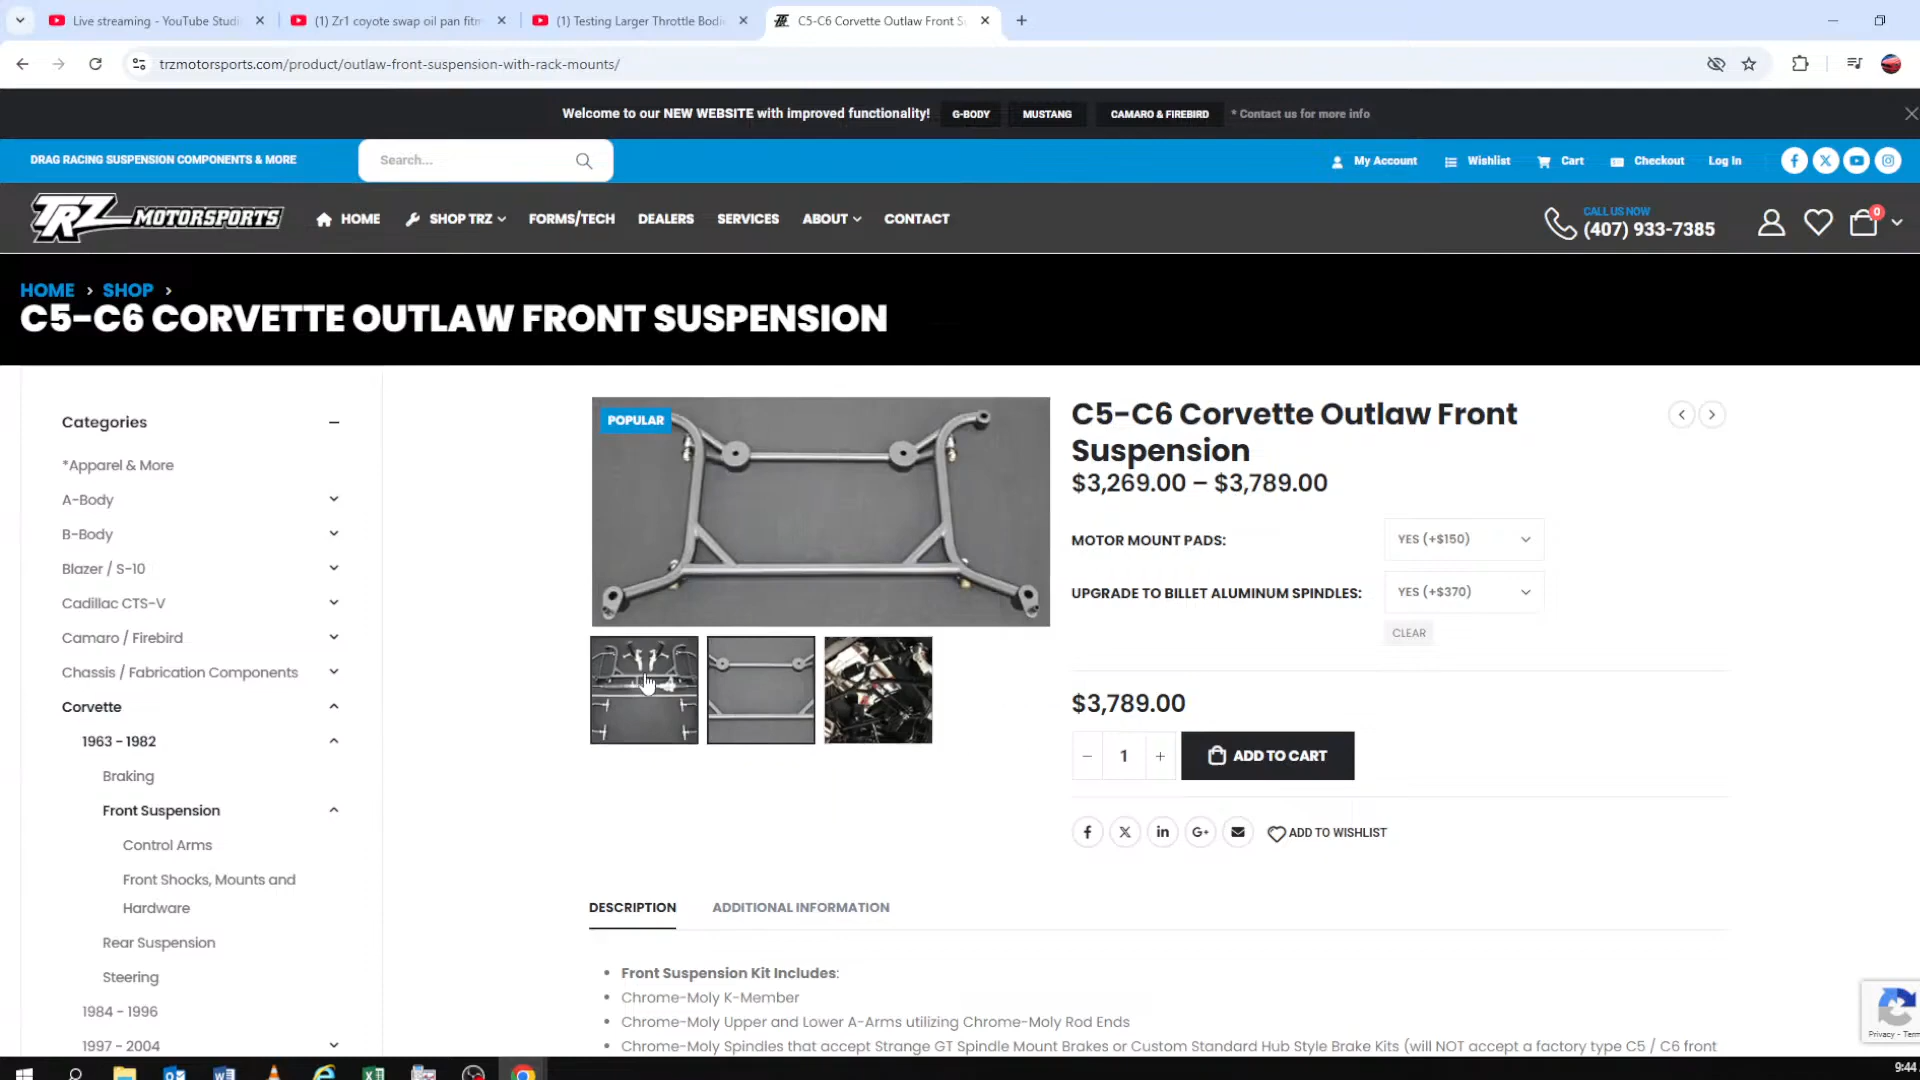 Live streaming - YouTube Studi
(1) Zr1 coyote swap oil pan fitm
(1) Testing Larger Throttle Bodi
C5-C6 Corvette Outlaw Front S
trzmotorsports.com/product/outlaw-front-suspension-with-rack-mounts/
Welcome to our NEW WEBSITE with improved functionality! G-BODY MUSTANG CAMARO & FIREBIRD * Contact us for more info
DRAG RACING SUSPENSION COMPONENTS & MORE
Search...
My Account Wishlist Cart Checkout Log In
TRZ MOTORSPORTS
HOME SHOP TRZ FORMS/TECH DEALERS SERVICES ABOUT CONTACT
CALL US NOW
(407) 933-7385
0
HOME > SHOP >
C5-C6 CORVETTE OUTLAW FRONT SUSPENSION
Categories
*Apparel & More
A-Body
B-Body
Blazer / S-10
Cadillac CTS-V
Camaro / Firebird
Chassis / Fabrication Components
Corvette
1963 - 1982
Braking
Front Suspension
Control Arms
Front Shocks, Mounts and
Hardware
Rear Suspension
Steering
1984 - 1996
1997 - 2004
POPULAR
C5-C6 Corvette Outlaw Front
Suspension
$3,269.00 – $3,789.00
MOTOR MOUNT PADS: YES (+$150)
UPGRADE TO BILLET ALUMINUM SPINDLES: YES (+$370)
CLEAR
$3,789.00
- 1 + ADD TO CART
ADD TO WISHLIST
DESCRIPTION ADDITIONAL INFORMATION
• Front Suspension Kit Includes:
• Chrome-Moly K-Member
• Chrome-Moly Upper and Lower A-Arms utilizing Chrome-Moly Rod Ends
• Chrome-Moly Spindles that accept Strange GT Spindle Mount Brakes or Custom Standard Hub Style Brake Kits (will NOT accept a factory type C5 / C6 front
Privacy - Term
9:44